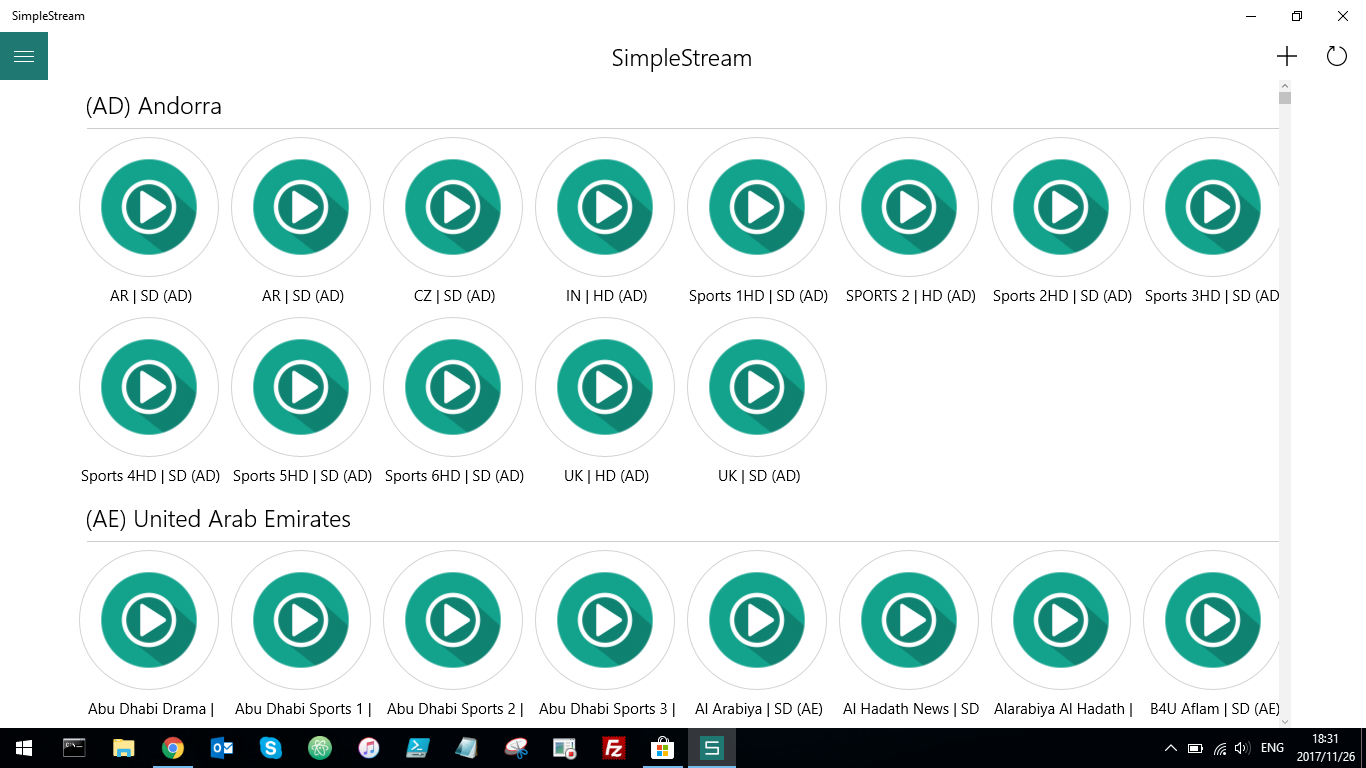 SimpleStream
SimpleStream
(AD) Andorra
AR | SD (AD)
AR | SD (AD)
CZ | SD (AD)
IN | HD (AD)
Sports 1HD | SD (AD)
SPORTS 2 | HD (AD)
Sports 2HD | SD (AD)
Sports 3HD | SD (AD
Sports 4HD | SD (AD)
Sports 5HD | SD (AD)
Sports 6HD | SD (AD)
UK | HD (AD)
UK | SD (AD)
(AE) United Arab Emirates
Abu Dhabi Drama |
Abu Dhabi Sports 1 |
Abu Dhabi Sports 2 |
Abu Dhabi Sports 3 |
Al Arabiya | SD (AE)
Al Hadath News | SD
Alarabiya Al Hadath |
B4U Aflam | SD (AE)
ENG
18:31
2017/11/26